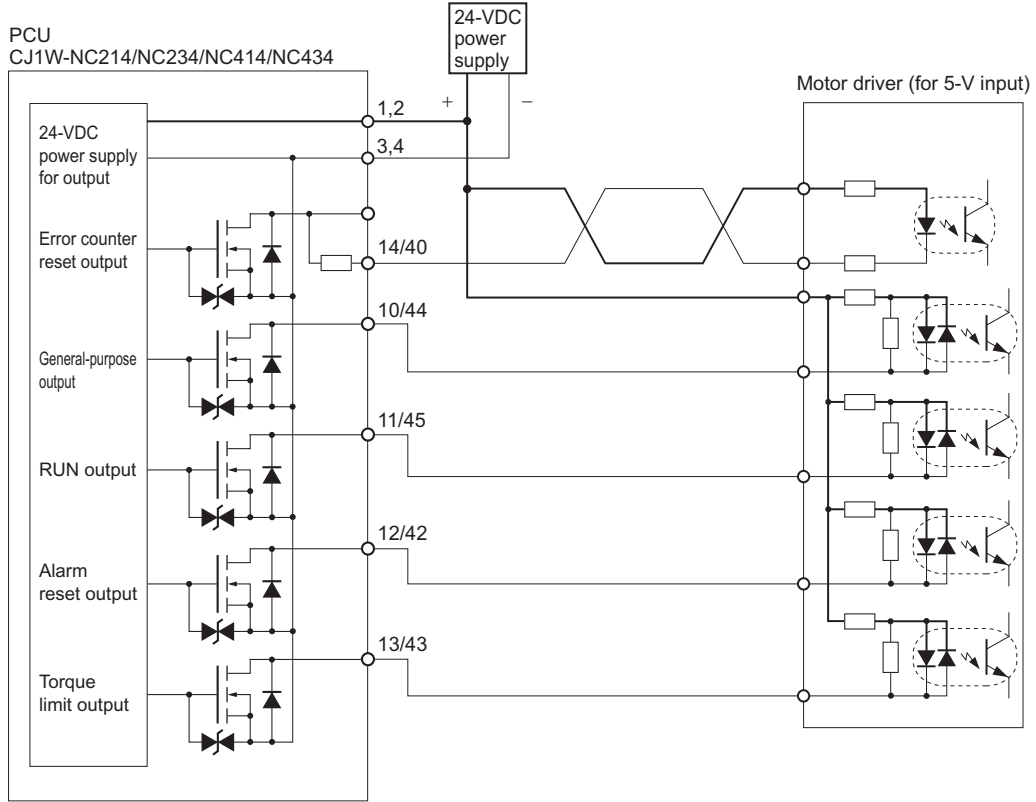 PCU
CJ1W-NC214/NC234/NC414/NC434
24-VDC
power
supply
+
−
Motor driver (for 5-V input)
1,2
3,4
24-VDC
power supply
for output
Error counter
reset output
14/40
10/44
General-purpose
output
11/45
RUN output
12/42
Alarm
reset output
13/43
Torque
limit output